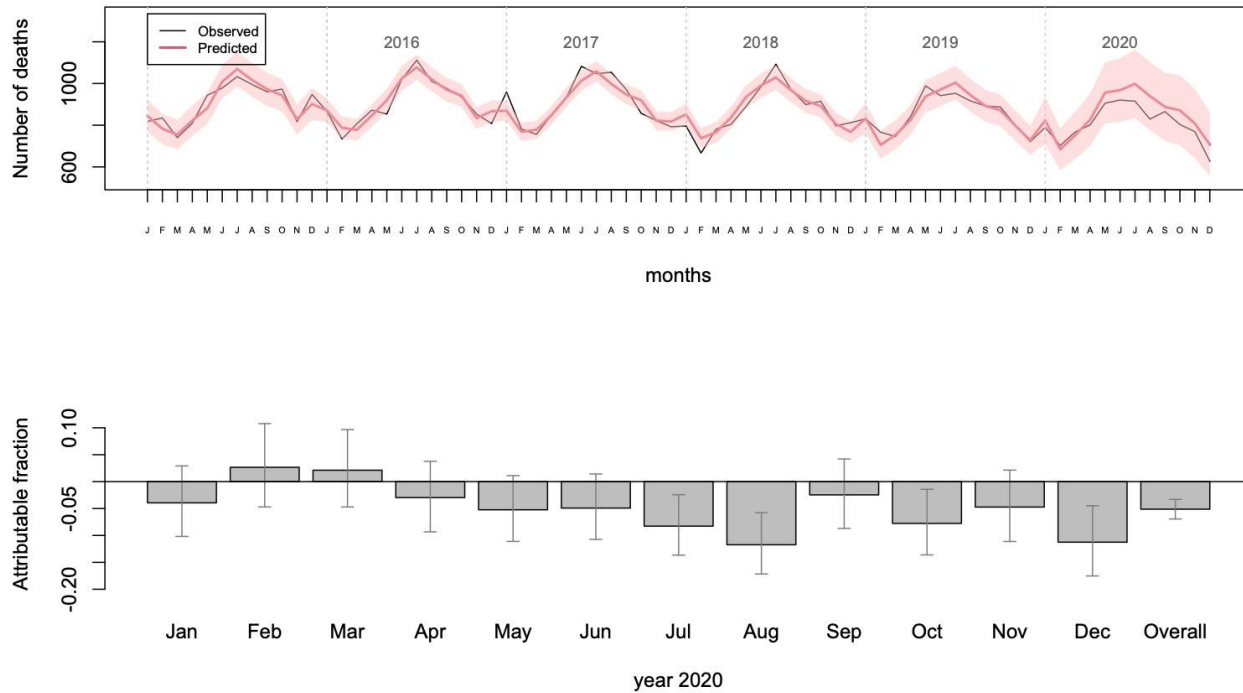 Number of deaths
600
1000
Observed
Predicted
2016
2017
2018
2019
2020
J F M A M J J A S O N D J F M A M J J A S O N D J F M A M J J A S O N D J F M A M J J A S O N D J F M A M J J A S O N D J F M A M J J A S O N D
months
Attributable fraction
-0.20
-0.05
0.10
Jan Feb Mar Apr May Jun Jul Aug Sep Oct Nov Dec Overall
year 2020